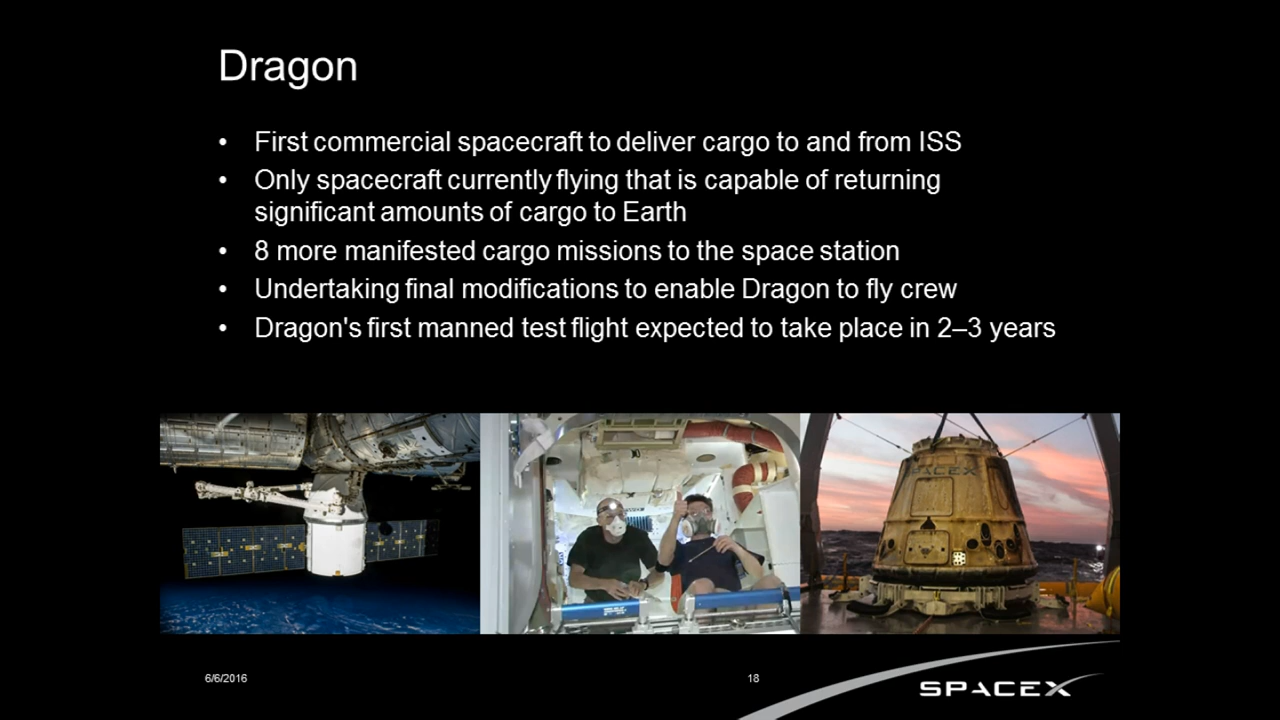 Dragon
• First commercial spacecraft to deliver cargo to and from ISS
• Only spacecraft currently flying that is capable of returning
significant amounts of cargo to Earth
• 8 more manifested cargo missions to the space station
• Undertaking final modifications to enable Dragon to fly crew
• Dragon's first manned test flight expected to take place in 2–3 years
SPACEX
6/6/2016
18
SPACEX